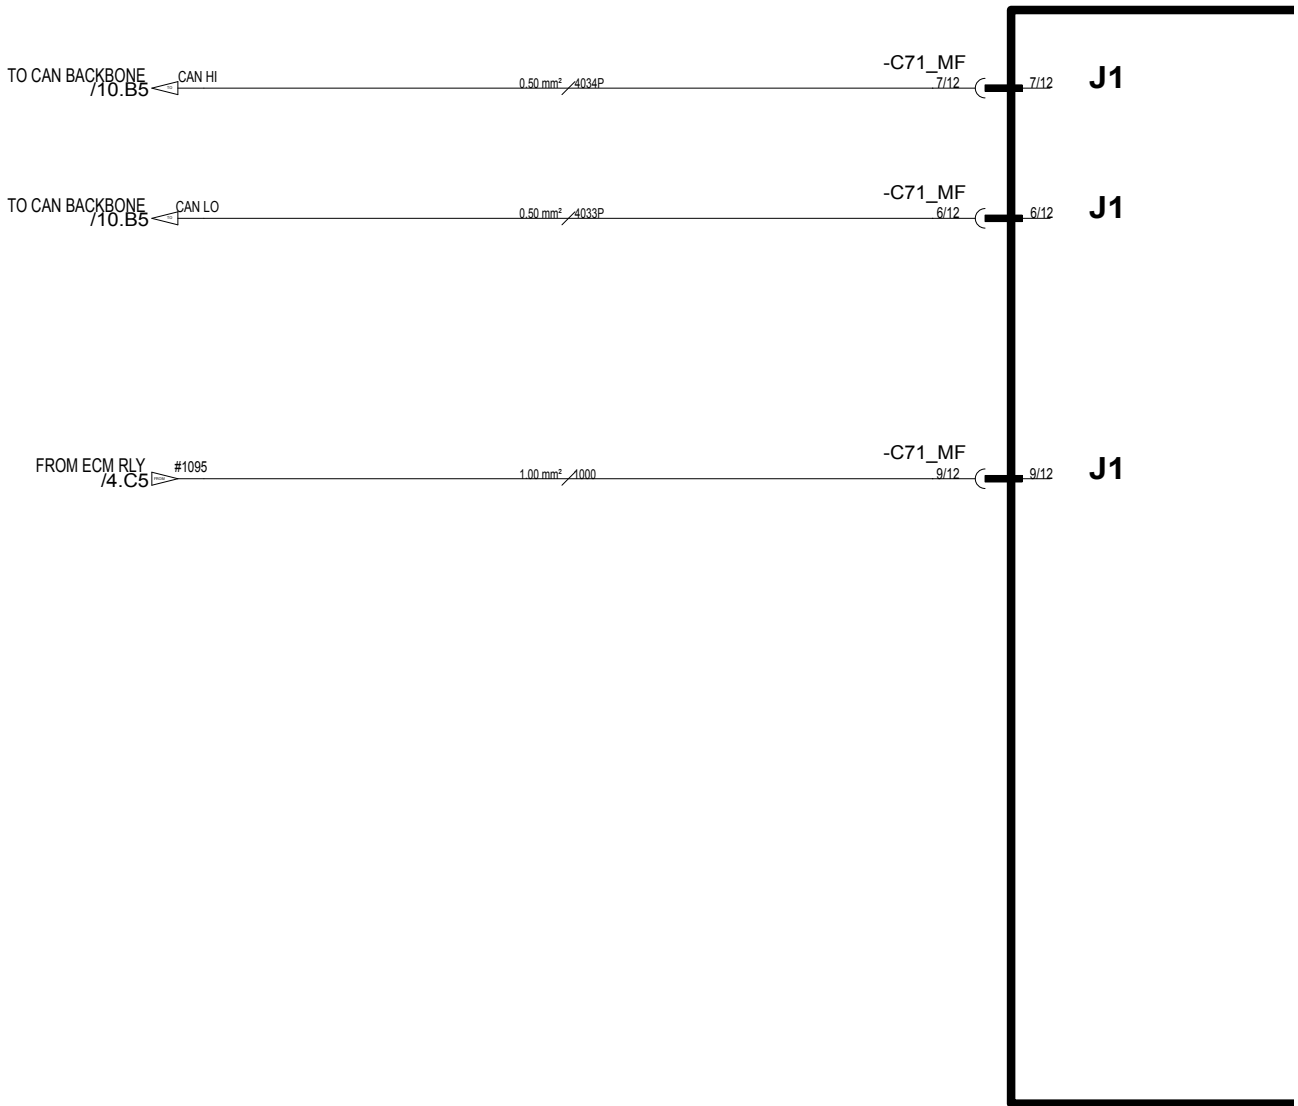 TO CAN BACKBONE
/10.B5
CAN HI
0.50 mm²
4034P
-C71_MF
7/12
7/12
J1
TO CAN BACKBONE
/10.B5
TO
CAN LO
0.50 mm²
4033P
-C71_MF
6/12
6/12
J1
FROM ECM RLY
/4.C5
FROM
#1095
1.00 mm²
1000
-C71_MF
9/12
9/12
J1